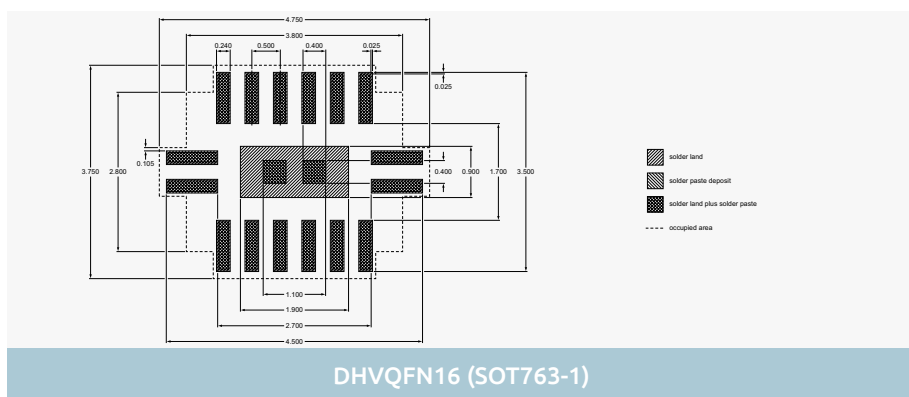 4.750
3.800
0.240 0.500 0.400 0.025
0.025
0.105
3.750 2.800 0.400 0.900 1.700 3.500
solder land
solder paste deposit
solder land plus solder paste
occupied area
1.100
1.900
2.700
4.500
DHVQFN16 (SOT763-1)